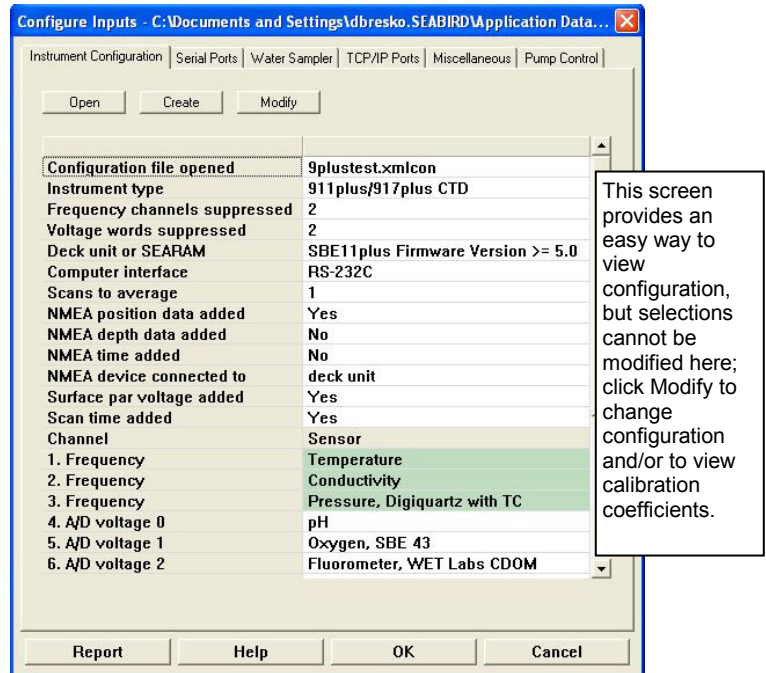 Configure Inputs - C:\Documents and Settings\dbresko.SEABIRD\Application Data...
Instrument Configuration
Serial Ports
Water Sampler
TCP/IP Ports
Miscellaneous
Pump Control
Open
Create
Modify
Configuration file opened 9plustest.xmlcon
Instrument type 911plus/917plus CTD
Frequency channels suppressed 2
Voltage words suppressed 2
Deck unit or SEARAM SBE11plus Firmware Version >= 5.0
Computer interface RS-232C
Scans to average 1
NMEA position data added Yes
NMEA depth data added No
NMEA time added No
NMEA device connected to deck unit
Surface par voltage added Yes
Scan time added Yes
Channel Sensor
1. Frequency Temperature
2. Frequency Conductivity
3. Frequency Pressure, Digiquartz with TC
4. A/D voltage 0 pH
5. A/D voltage 1 Oxygen, SBE 43
6. A/D voltage 2 Fluorometer, WET Labs CDOM
Report
Help
OK
Cancel
This screen
provides an
easy way to
view
configuration,
but selections
cannot be
modified here;
click Modify to
change
configuration
and/or to view
calibration
coefficients.